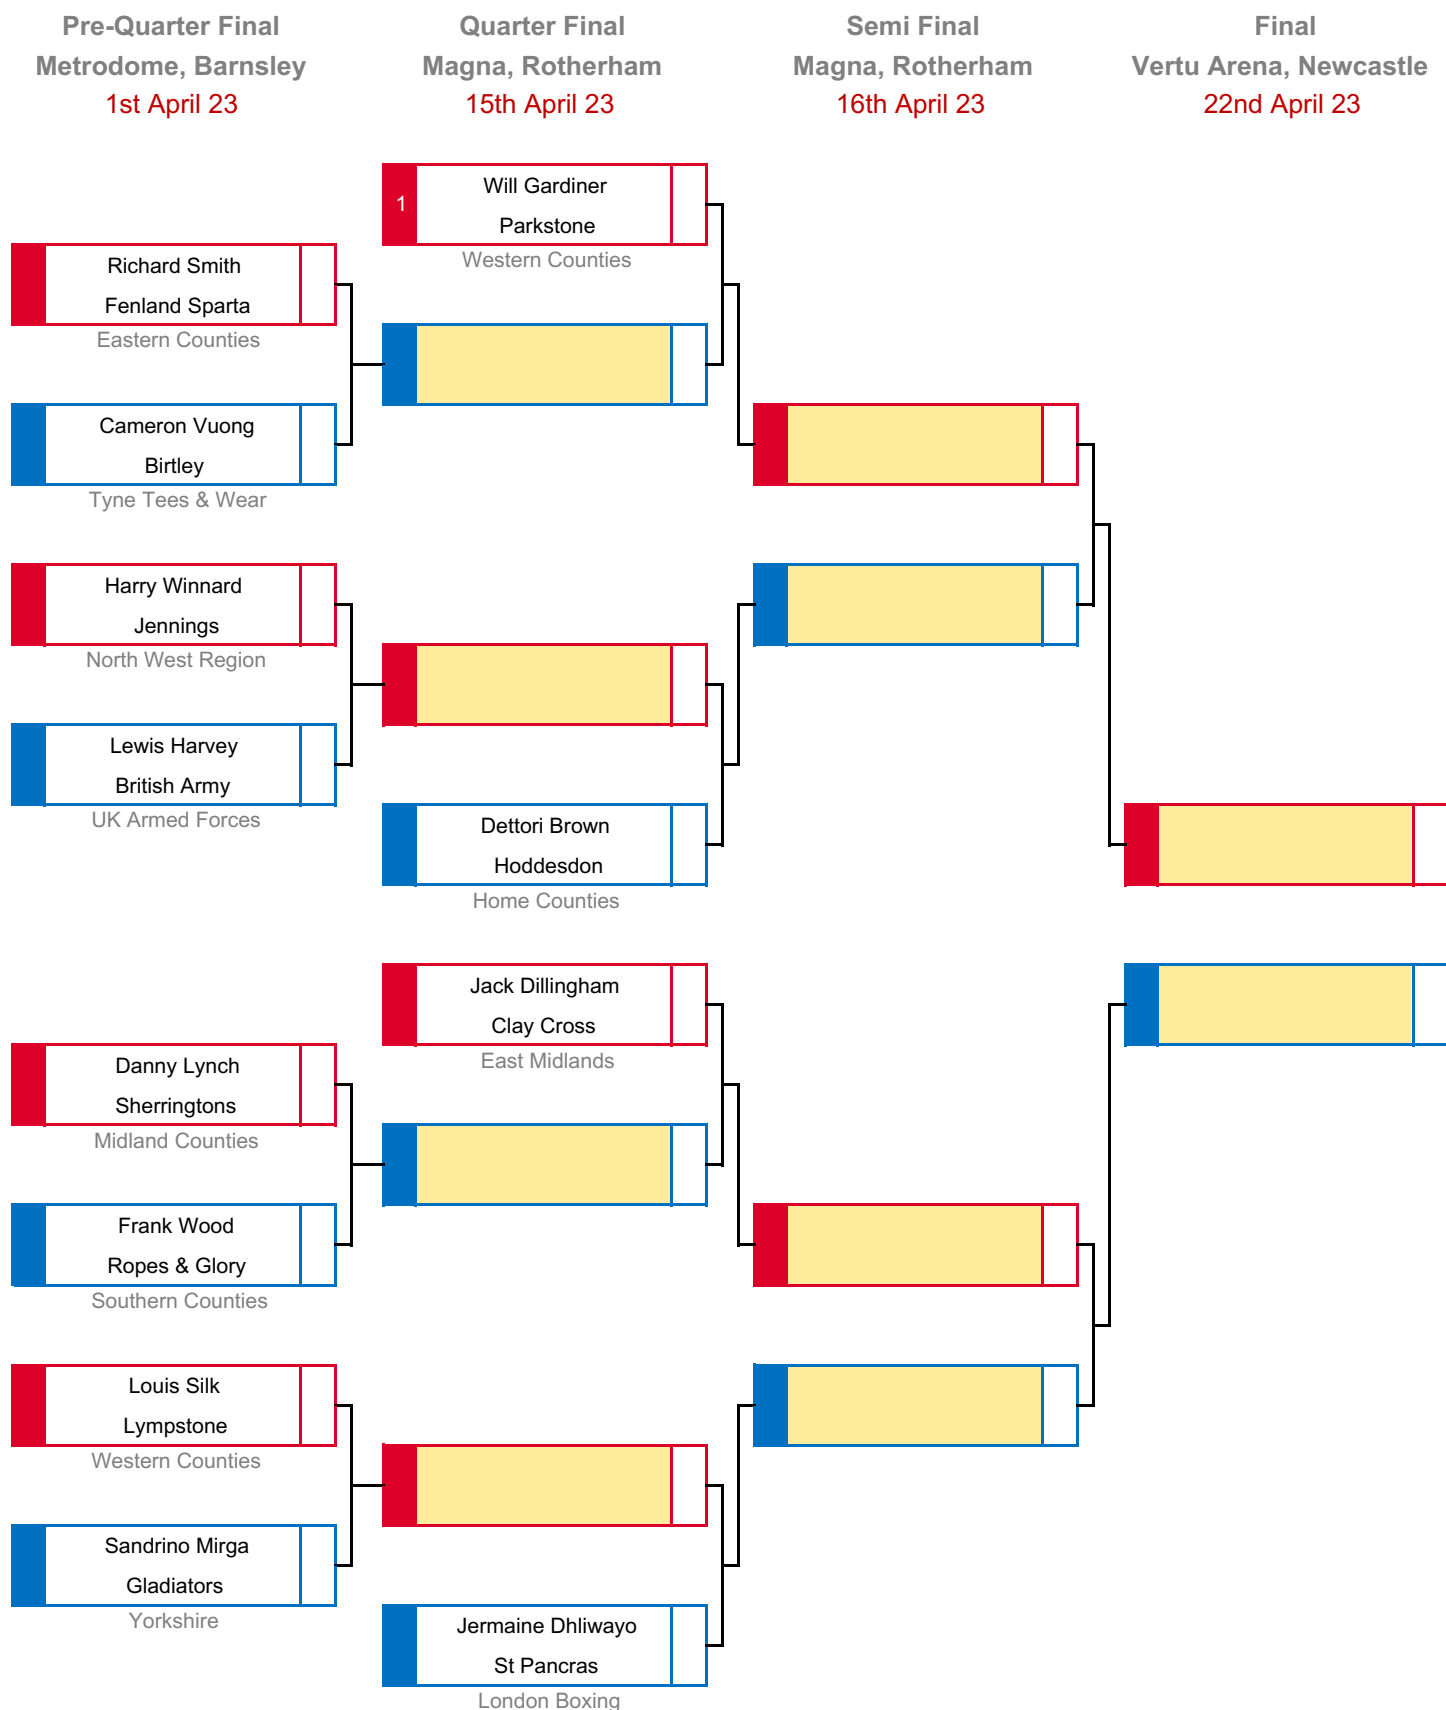 Pre-Quarter Final
Metrodome, Barnsley
1st April 23
Quarter Final
Magna, Rotherham
15th April 23
Semi Final
Magna, Rotherham
16th April 23
Final
Vertu Arena, Newcastle
22nd April 23
Richard Smith
Fenland Sparta
Eastern Counties
Cameron Vuong
Birtley
Tyne Tees & Wear
Harry Winnard
Jennings
North West Region
Lewis Harvey
British Army
UK Armed Forces
Danny Lynch
Sherringtons
Midland Counties
Frank Wood
Ropes & Glory
Southern Counties
Louis Silk
Lympstone
Western Counties
Sandrino Mirga
Gladiators
Yorkshire
1
Will Gardiner
Parkstone
Western Counties
Dettori Brown
Hoddesdon
Home Counties
Jack Dillingham
Clay Cross
East Midlands
Jermaine Dhliwayo
St Pancras
London Boxing